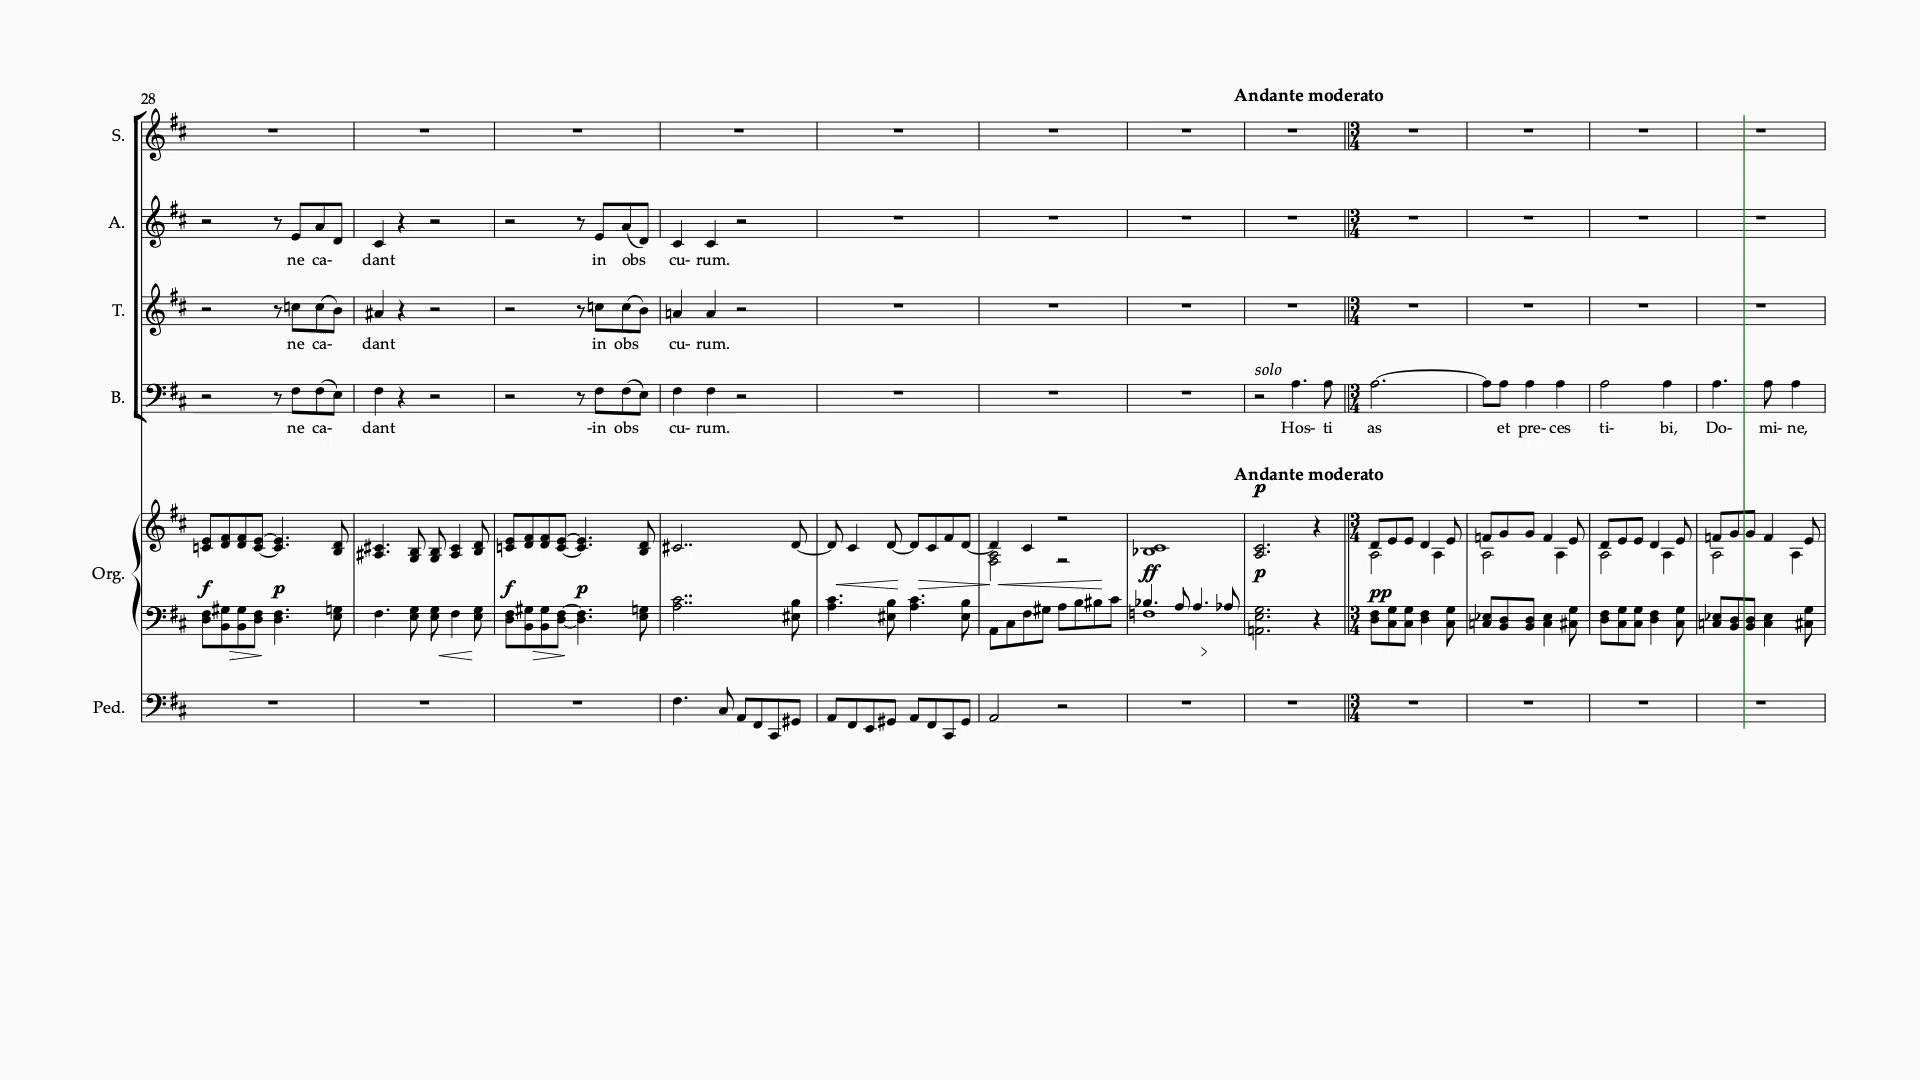 Andante moderato
28
S.
A.
ne ca- dant in obs cu- rum.
T.
ne ca- dant in obs cu- rum.
solo
B.
ne ca- dant -in obs cu- rum. Hos- ti as et pre- ces ti- bi, Do- mi- ne,
Andante moderato
p
3 4
Org.
f p f p ff p pp
Ped.